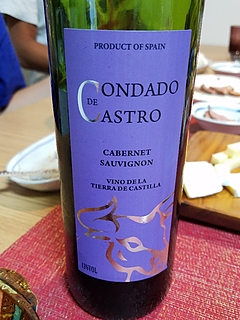 PRODUCT OF SPAIN
CONDADO
DE
CASTRO
CABERNET
SAUVIGNON
VINO DE LA
TIERRA DE CASTILLA